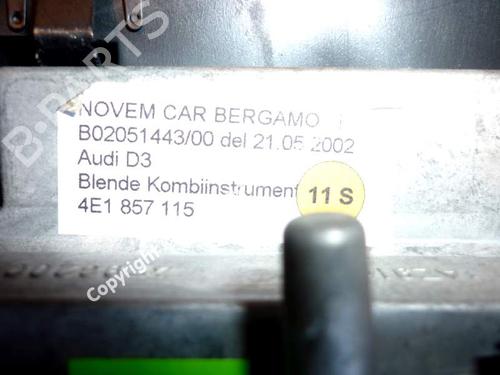 NOVEM CAR BERGAMO
B02051443/00 del 21.05.2002
Audi D3
Blende Kombiinstrument
4E1 857 115
11 S
B-PARTS
Copyright